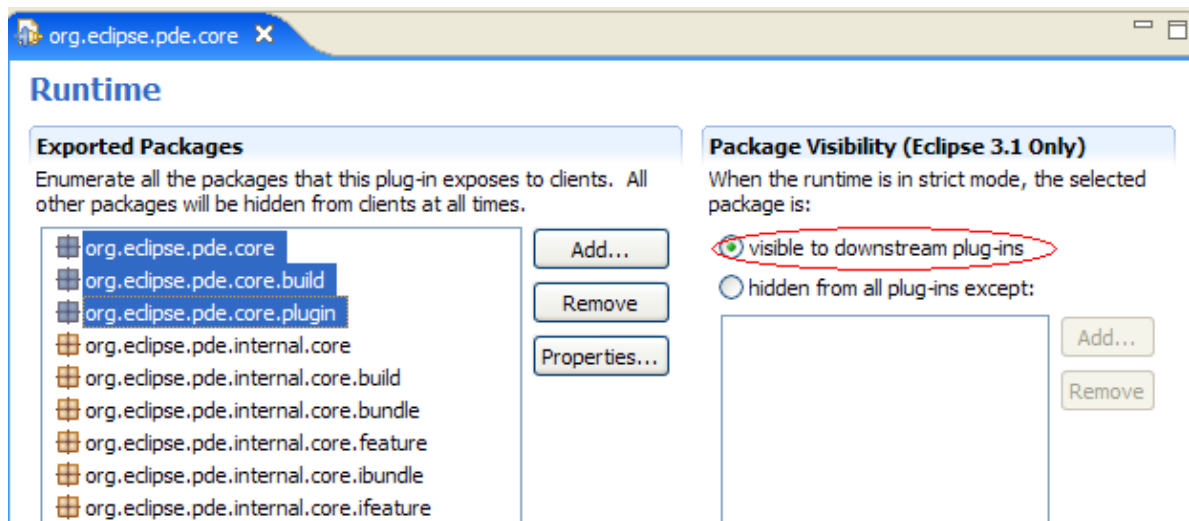 org.eclipse.pde.core
Runtime
Exported Packages
Enumerate all the packages that this plug-in exposes to clients. All
other packages will be hidden from clients at all times.
org.eclipse.pde.core
org.eclipse.pde.core.build
org.eclipse.pde.core.plugin
org.eclipse.pde.internal.core
org.eclipse.pde.internal.core.build
org.eclipse.pde.internal.core.bundle
org.eclipse.pde.internal.core.feature
org.eclipse.pde.internal.core.ibundle
org.eclipse.pde.internal.core.ifeature
Add...
Remove
Properties...
Package Visibility (Eclipse 3.1 Only)
When the runtime is in strict mode, the selected
package is:
visible to downstream plug-ins
hidden from all plug-ins except:
Add...
Remove